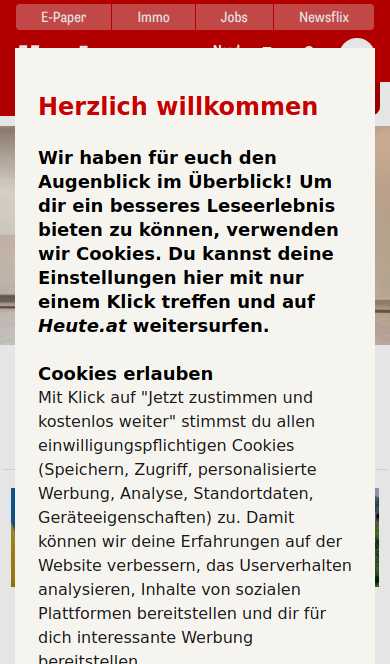 E-Paper Immo Jobs Newsflix
Herzlich willkommen
Wir haben für euch den
Augenblick im Überblick! Um
dir ein besseres Leseerlebnis
bieten zu können, verwenden
wir Cookies. Du kannst deine
Einstellungen hier mit nur
einem Klick treffen und auf
Heute.at weitersurfen.
Cookies erlauben
Mit Klick auf "Jetzt zustimmen und
kostenlos weiter" stimmst du allen
einwilligungspflichtigen Cookies
(Speichern, Zugriff, personalisierte
Werbung, Analyse, Standortdaten,
Geräteeigenschaften) zu. Damit
können wir deine Erfahrungen auf der
Website verbessern, das Userverhalten
analysieren, Inhalte von sozialen
Plattformen bereitstellen und dir für
dich interessante Werbung
bereitstellen